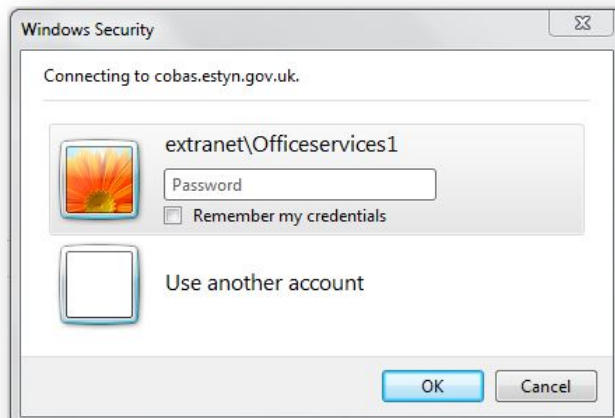 Windows Security
Connecting to cobas.estyn.gov.uk.
extranet\Officeservices1
Password
Remember my credentials
Use another account
OK
Cancel